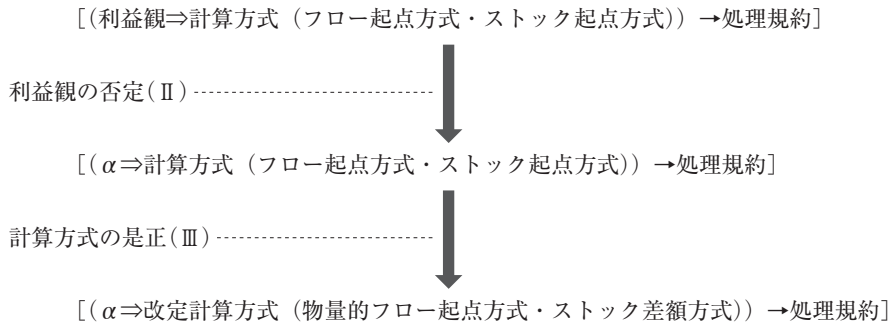 [(利益観⇒計算方式（フロー起点方式・ストック起点方式）) →処理規約]
利益観の否定(Ⅱ)
[(α⇒計算方式（フロー起点方式・ストック起点方式）) →処理規約]
計算方式の是正(Ⅲ)
[(α⇒改定計算方式（物量的フロー起点方式・ストック差額方式）) →処理規約]